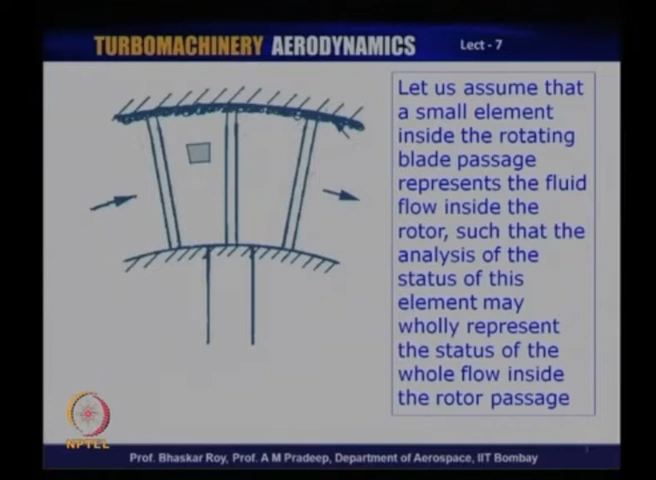 TURBOMACHINERY AERODYNAMICS
Lect - 7
Let us assume that
a small element
inside the rotating
blade passage
represents the fluid
flow inside the
rotor, such that the
analysis of the
status of this
element may
wholly represent
the status of the
whole flow inside
the rotor passage
NPTEL
Prof. Bhaskar Roy, Prof. A M Pradeep, Department of Aerospace, IIT Bombay